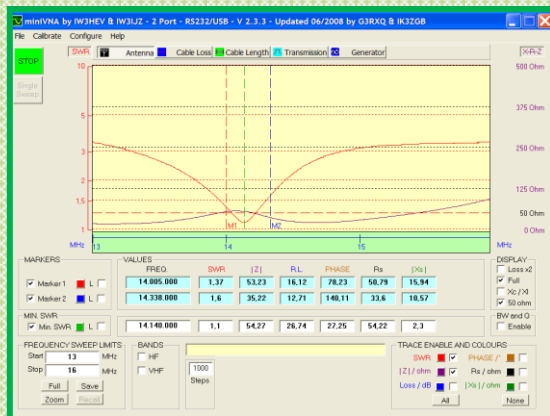 miniVNA by IW3HEV & IW3IJZ - 2 Port - RS232/USB - V 2.3.3 - Updated 06/2008 by G3RXQ & IK3ZGB
File Calibrate Configure Help
STOP
Single Sweep
SWR Antenna Cable Loss Cable Length Transmission Generator X-R-Z
10 500 Ohm
375 Ohm
5
3 250 Ohm
2 125 Ohm
1.5 50 Ohm
1.2
1 0 Ohm
M1 M2
MHz 13 14 15 MHz
MARKERS
Marker 1 L
Marker 2 L
MIN. SWR
Min. SWR L
VALUES
FREQ. SWR |Z| R.L. PHASE Rs |Xs|
14.005.000 1,37 53,23 16,12 78,23 50,79 15,94
14.338.000 1,6 35,22 12,71 140,11 33,6 10,57
14.140.000 1,1 54,27 26,74 27,25 54,22 2,3
DISPLAY
Loss x2
Full
Xc / Xl
50 ohm
BW and Q
Enable
FREQUENCY SWEEP LIMITS
Start 13 MHz
Stop 16 MHz
Full Save
Zoom Recall
BANDS
HF
VHF
1000
Steps
TRACE ENABLE AND COLOURS
SWR PHASE/°
|Z| / ohm Rs / ohm
Loss / dB |Xs| / ohm
All None